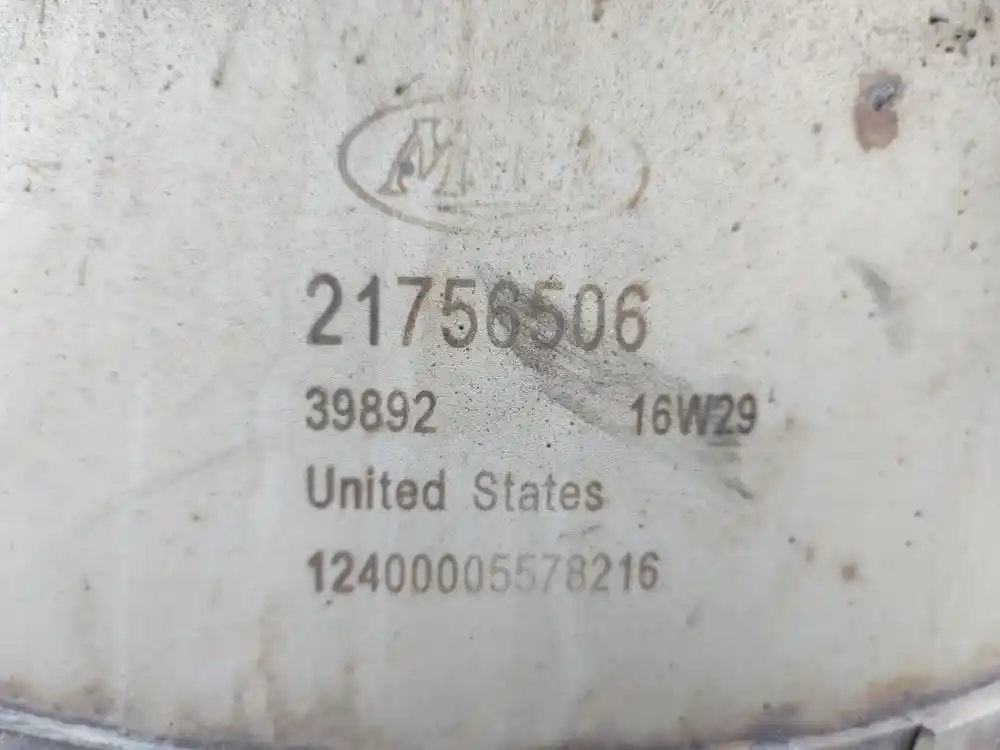 21756506
39892 16W29
United States
12400005578216